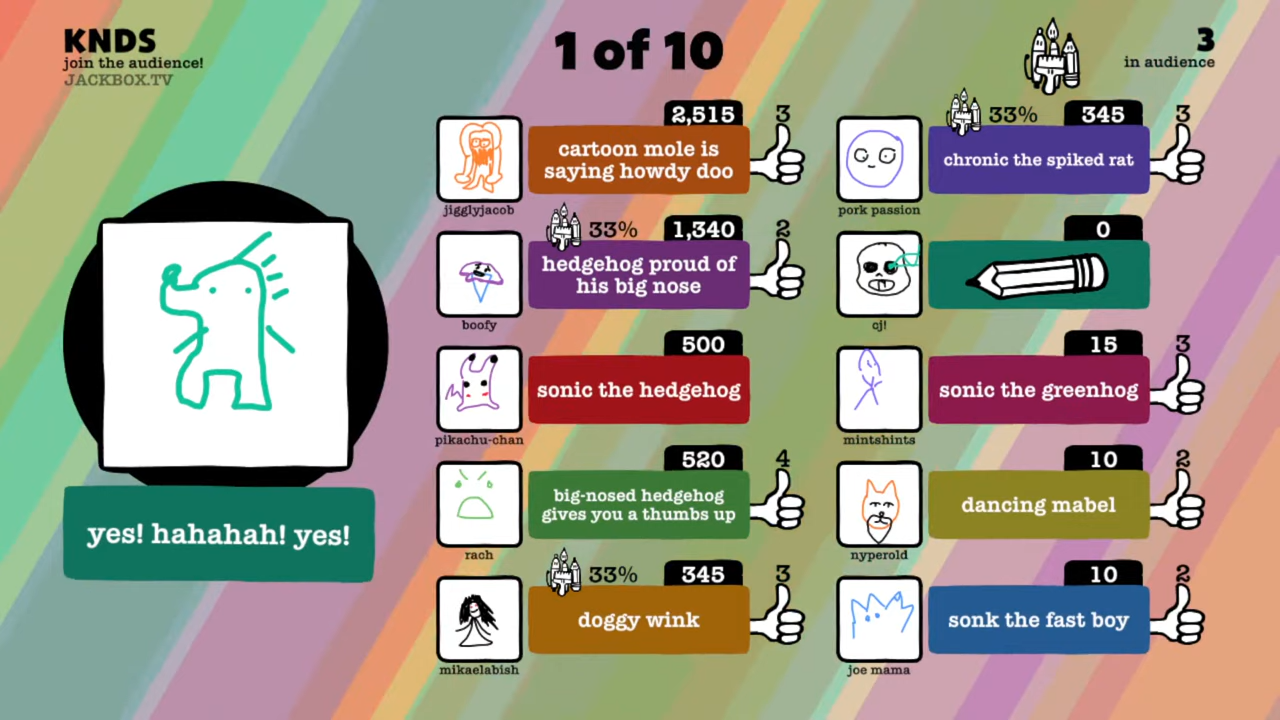 KNDS
join the audience!
JACKBOX.TV
1 of 10
3
in audience
2,515
3
cartoon mole is
saying howdy doo
jigglyjacob
33%
1,340
2
hedgehog proud of
his big nose
boofy
500
sonic the hedgehog
pikachu-chan
520
4
big-nosed hedgehog
gives you a thumbs up
rach
33%
345
3
doggy wink
mikaelabish
33%
345
3
chronic the spiked rat
pork passion
0
cj!
15
3
sonic the greenhog
mintshints
10
2
dancing mabel
nyperold
10
2
sonk the fast boy
joe mama
yes! hahahah! yes!